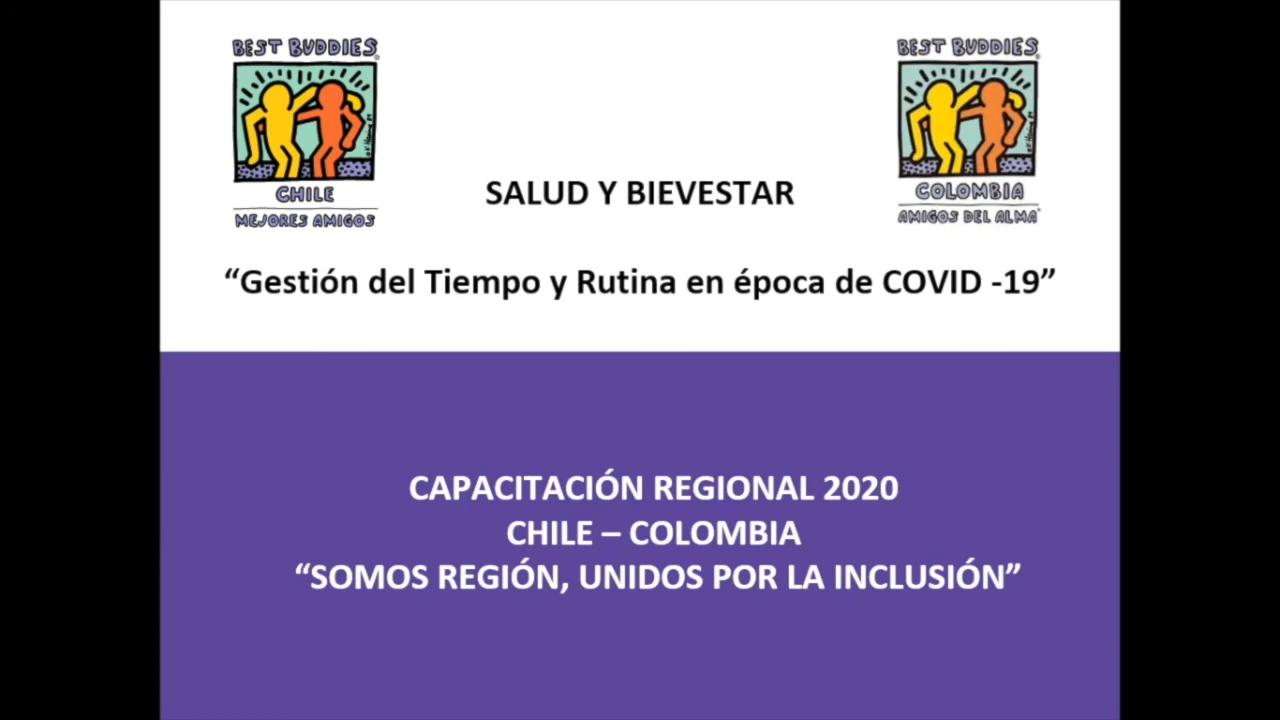 BEST BUDDIES
CHILE
MEJORES AMIGOS
BEST BUDDIES
COLOMBIA
AMIGOS DEL ALMA
SALUD Y BIEVESTAR
“Gestión del Tiempo y Rutina en época de COVID -19”
CAPACITACIÓN REGIONAL 2020
CHILE – COLOMBIA
“SOMOS REGIÓN, UNIDOS POR LA INCLUSIÓN”